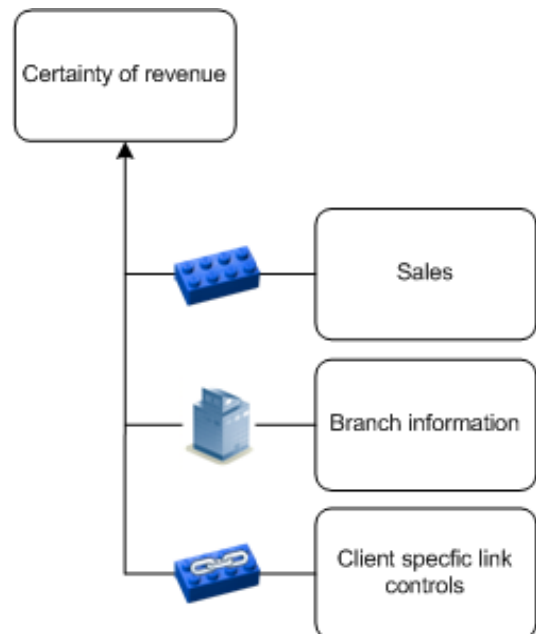 Certainty of revenue
Sales
Branch information
Client specfic link
controls